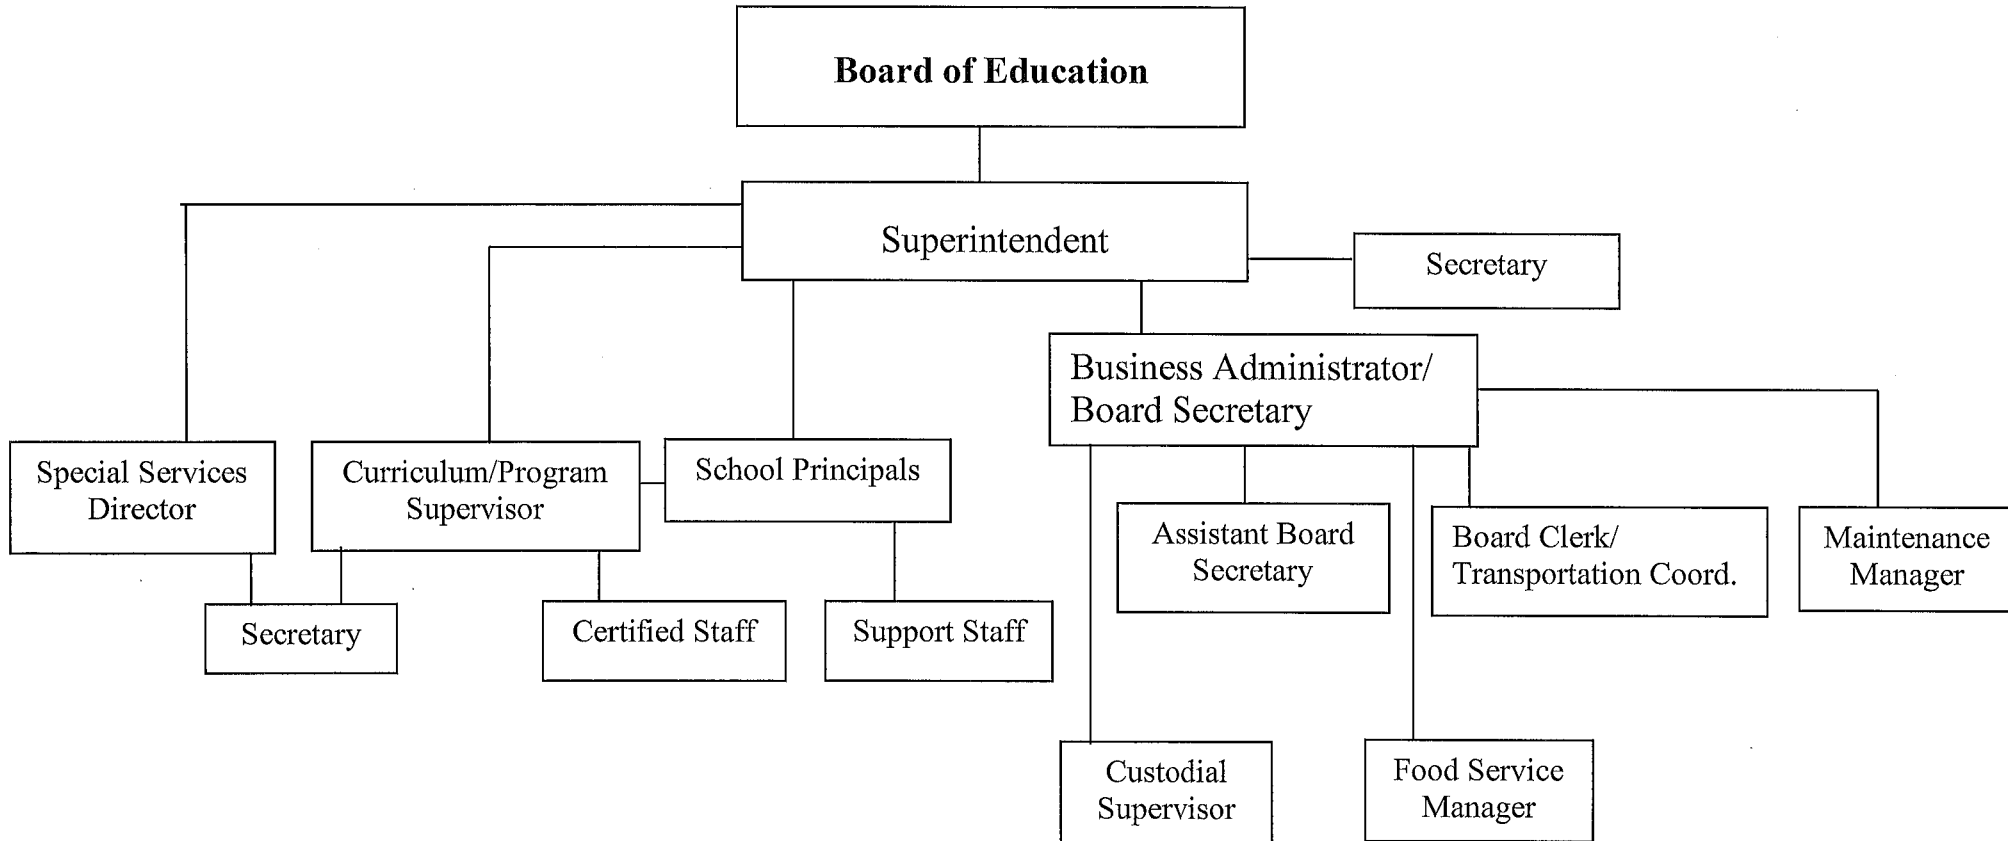 Board of Education
Superintendent
Secretary
Business Administrator/
Board Secretary
Special Services
Director
Curriculum/Program
Supervisor
School Principals
Assistant Board
Secretary
Board Clerk/
Transportation Coord.
Maintenance
Manager
Secretary
Certified Staff
Support Staff
Custodial
Supervisor
Food Service
Manager